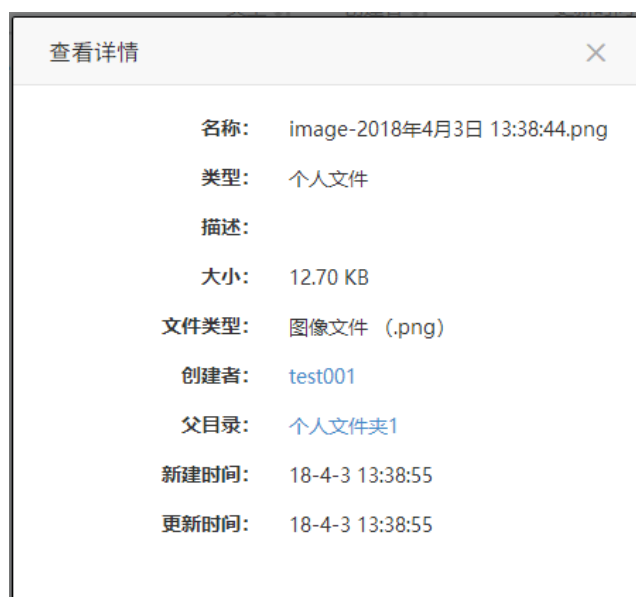 查看详情
名称： image-2018年4月3日 13:38:44.png
类型： 个人文件
描述：
大小： 12.70 KB
文件类型： 图像文件 （.png）
创建者： test001
父目录： 个人文件夹1
新建时间： 18-4-3 13:38:55
更新时间： 18-4-3 13:38:55